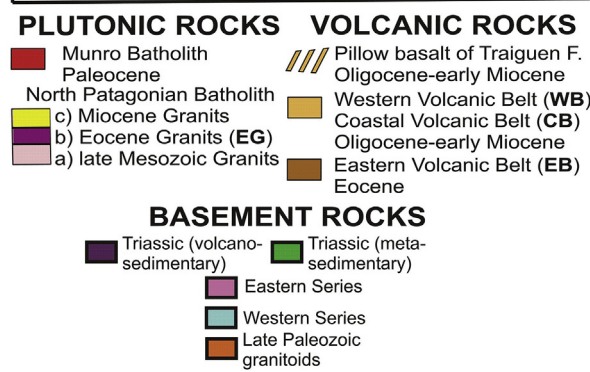 PLUTONIC ROCKS
Munro Batholith
Paleocene
North Patagonian Batholith
c) Miocene Granits
b) Eocene Granits (EG)
a) late Mesozoic Granits
VOLCANIC ROCKS
Pillow basalt of Traiguen F.
Oligocene-early Miocene
Western Volcanic Belt (WB)
Coastal Volcanic Belt (CB)
Oligocene-early Miocene
Eastern Volcanic Belt (EB)
Eocene
BASEMENT ROCKS
Triassic (volcano-
sedimentary)
Triassic (meta-
sedimentary)
Eastern Series
Western Series
Late Paleozoic
granitoids